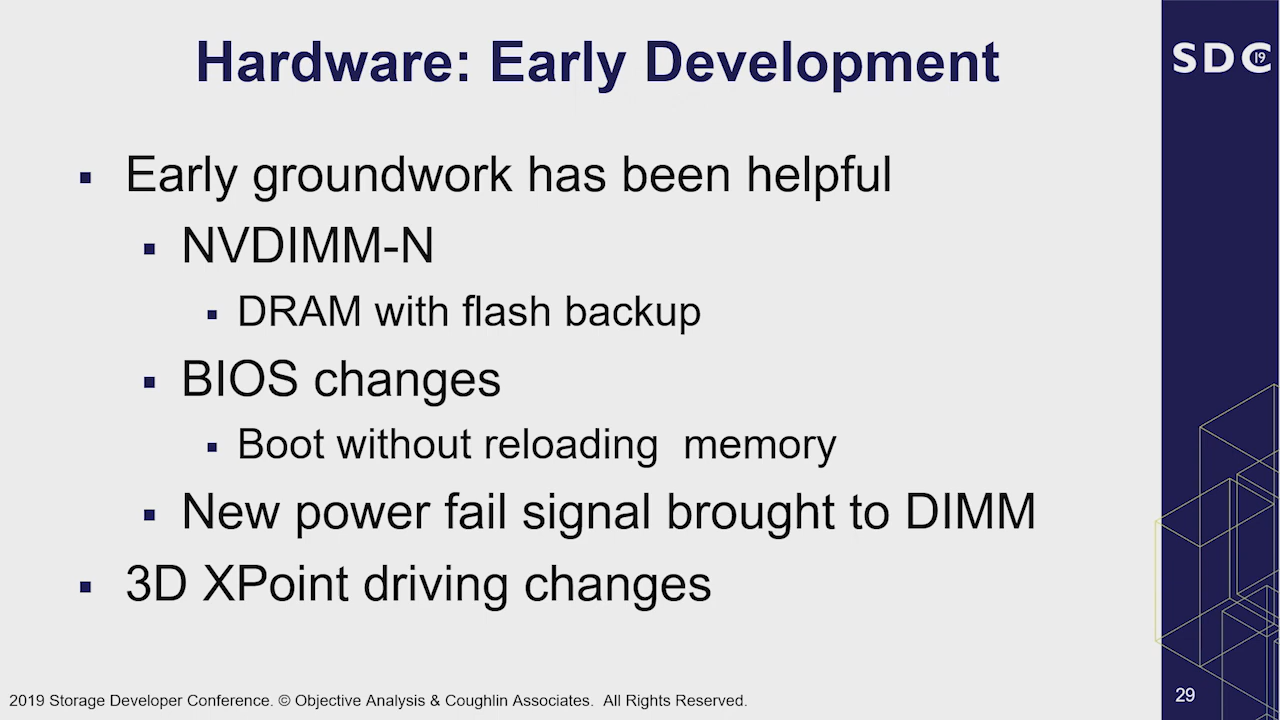 Hardware: Early Development
SDC 19
▪ Early groundwork has been helpful
▪ NVDIMM-N
▪ DRAM with flash backup
▪ BIOS changes
▪ Boot without reloading  memory
▪ New power fail signal brought to DIMM
▪ 3D XPoint driving changes
2019 Storage Developer Conference. © Objective Analysis & Coughlin Associates.  All Rights Reserved.
29